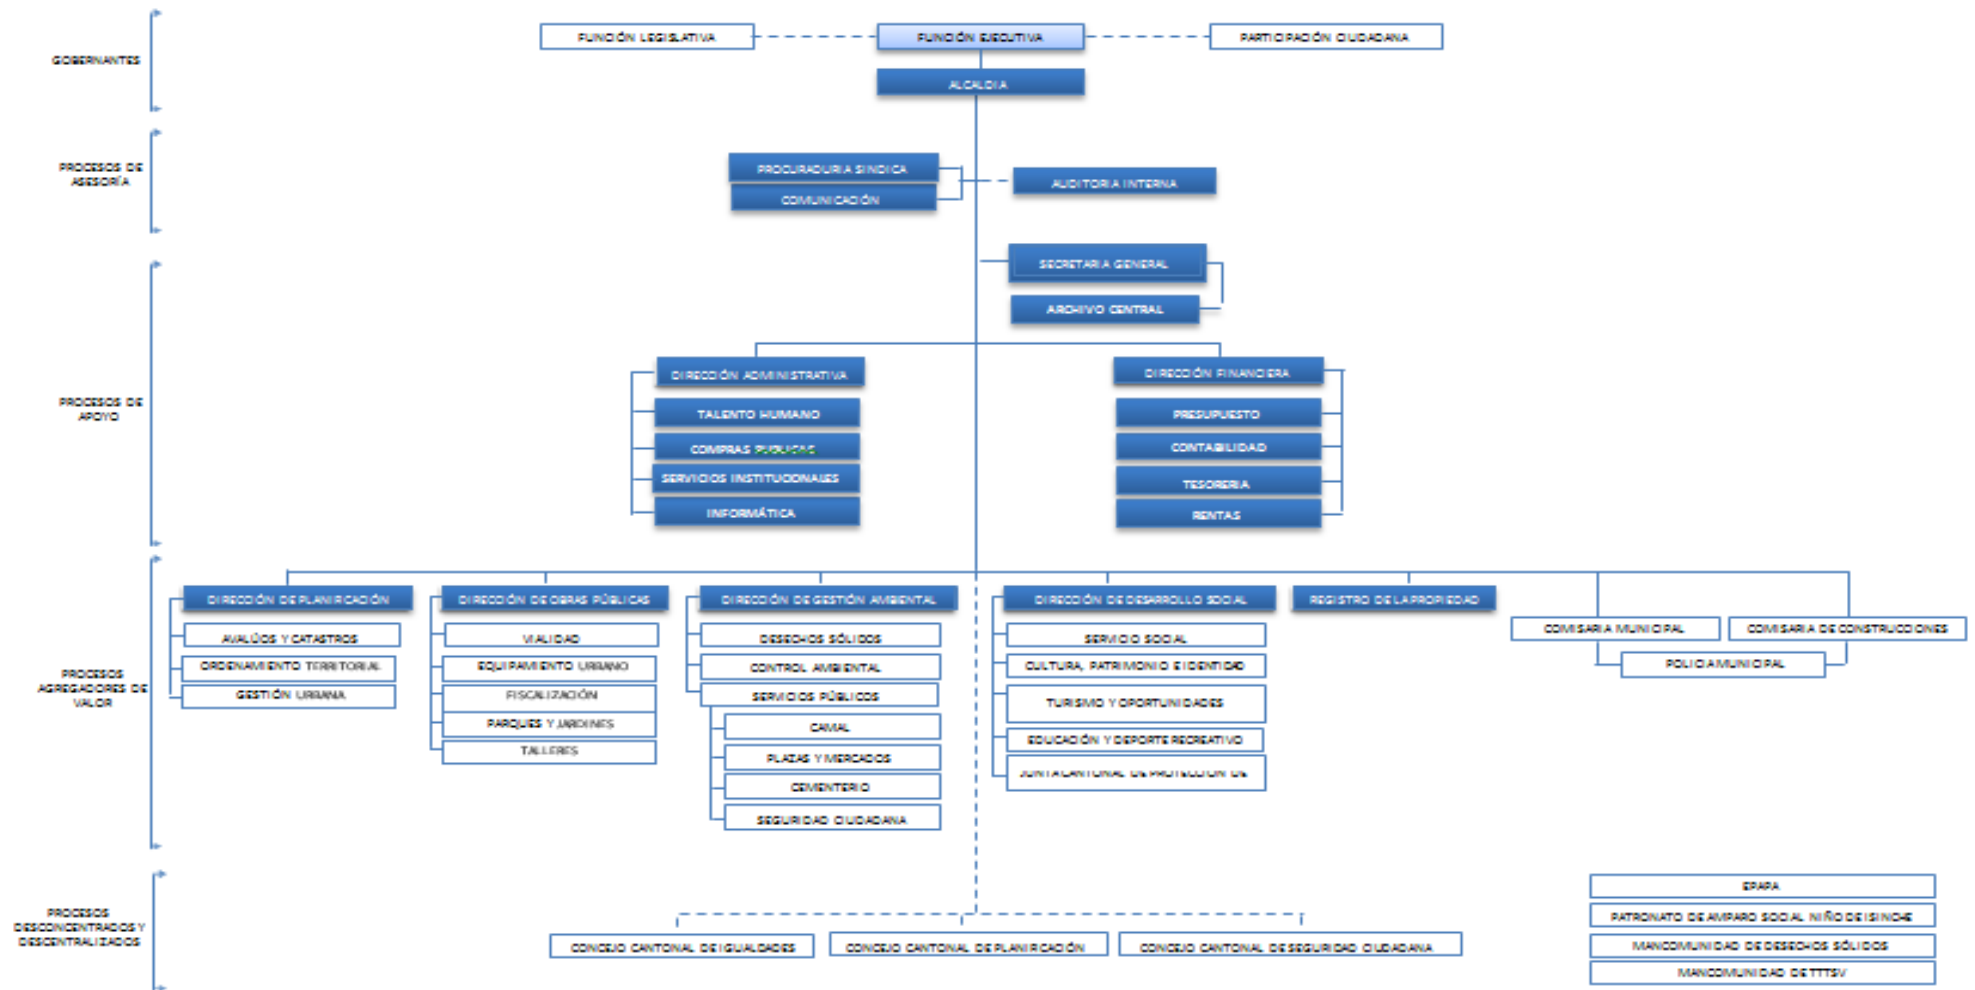 GOBERNANTES
FUNCIÓN LEGISLATIVA
FUNCIÓN EJECUTIVA
PARTICIPACIÓN CIUDADANA
ALCALDIA
PROCESOS DE
ASESORÍA
PROCURADURIA SINDICA
COMUNICACIÓN
AUDITORIA INTERNA
PROCESOS DE
APOYO
SECRETARIA GENERAL
ARCHIVO CENTRAL
DIRECCIÓN ADMINISTRATIVA
TALENTO HUMANO
COMPRAS PUBLICAS
SERVICIOS INSTITUCIONALES
INFORMÁTICA
DIRECCIÓN FINANCIERA
PRESUPUESTO
CONTABILIDAD
TESORERIA
RENTAS
PROCESOS
AGREGADORES DE
VALOR
DIRECCIÓN DE PLANIFICACIÓN
AVALÚOS Y CATASTROS
ORDENAMIENTO TERRITORIAL
GESTIÓN URBANA
DIRECCIÓN DE OBRAS PÚBLICAS
VIALIDAD
EQUIPAMIENTO URBANO
FISCALIZACIÓN
PARQUES Y JARDINES
TALLERES
DIRECCIÓN DE GESTIÓN AMBIENTAL
DESECHOS SÓLIDOS
CONTROL AMBIENTAL
SERVICIOS PÚBLICOS
CAMAL
PLAZAS Y MERCADOS
CEMENTERIO
SEGURIDAD CIUDADANA
DIRECCIÓN DE DESARROLLO SOCIAL
SERVICIO SOCIAL
CULTURA, PATRIMONIO E IDENTIDAD
TURISMO Y OPORTUNIDADES
EDUCACIÓN Y DEPORTE RECREATIVO
JUNTA CANTONAL DE PROTECCIÓN DE
REGISTRO DE LA PROPIEDAD
COMISARIA MUNICIPAL
COMISARIA DE CONSTRUCCIONES
POLICIA MUNICIPAL
PROCESOS
DESCONCENTRADOS Y
DESCENTRALIZADOS
CONCEJO CANTONAL DE IGUALDADES
CONCEJO CANTONAL DE PLANIFICACIÓN
CONCEJO CANTONAL DE SEGURIDAD CIUDADANA
EPAPA
PATRONATO DE AMPARO SOCIAL NIÑO DE ISINCHE
MANCOMUNIDAD DE DESECHOS SÓLIDOS
MANCOMUNIDAD DE TTTSV